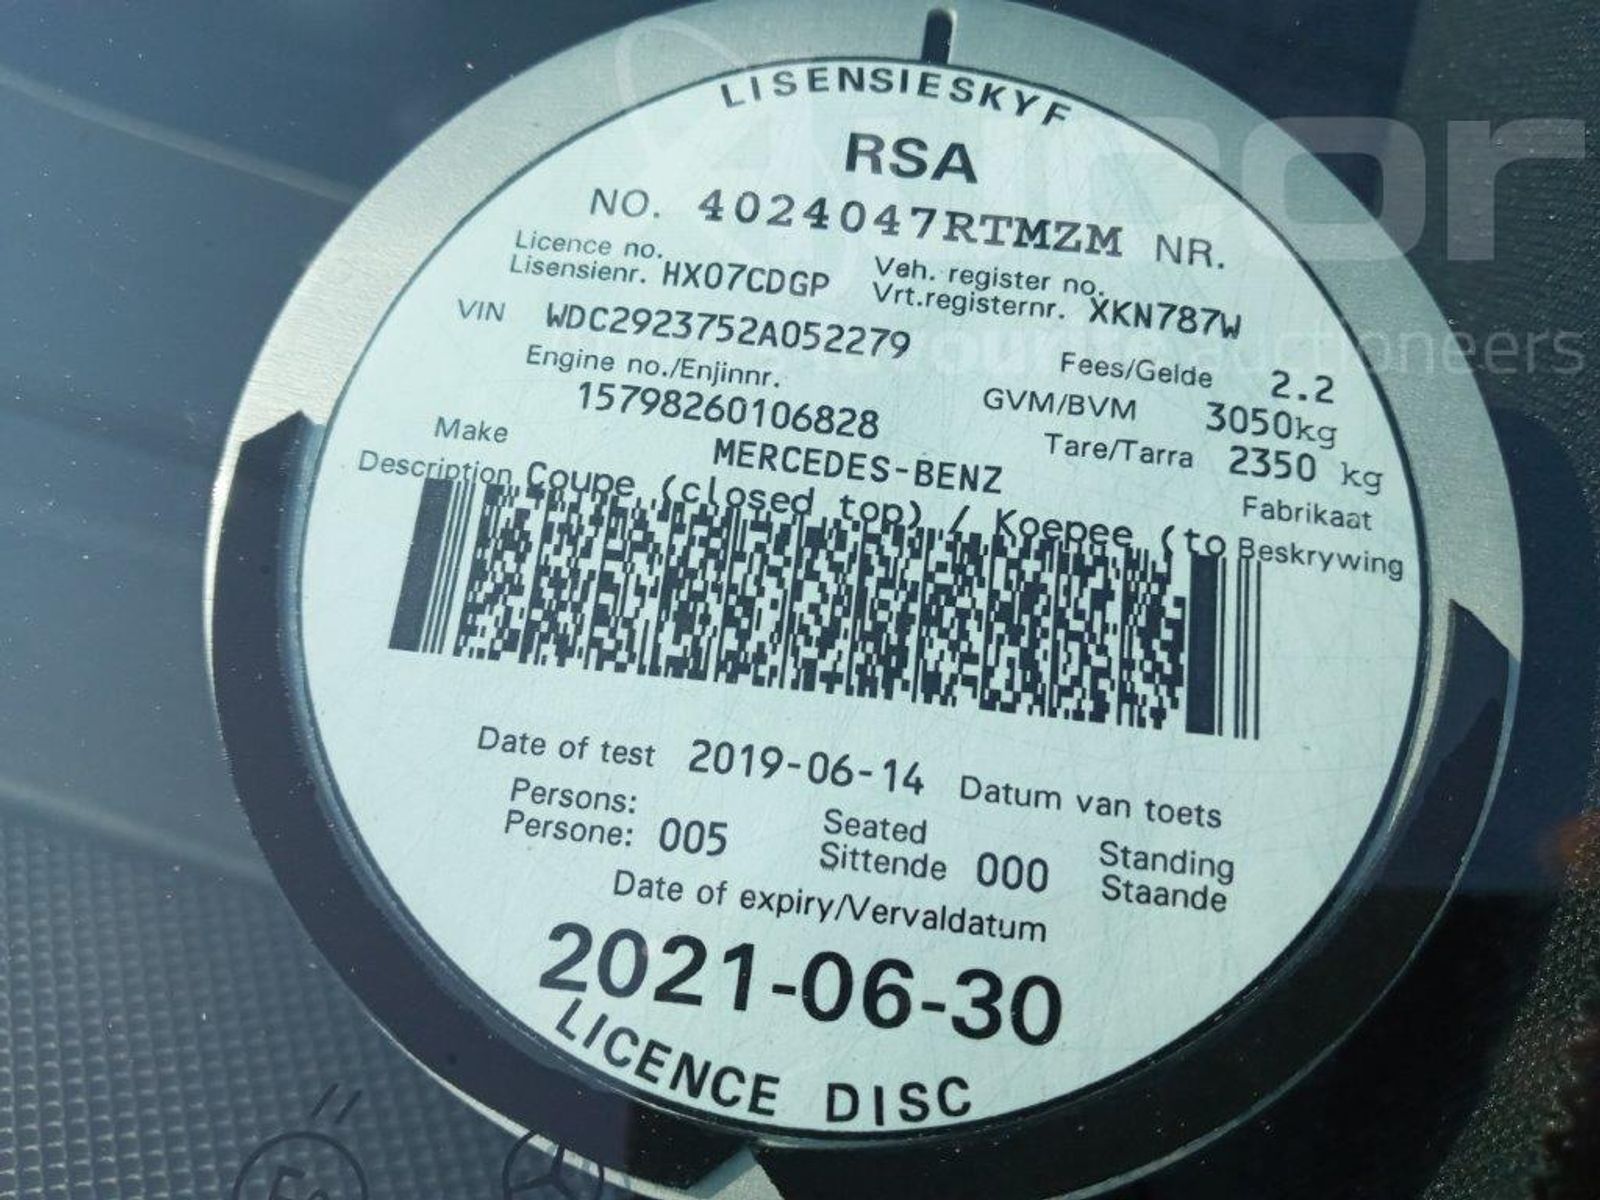 LISENSIESKYF
RSA
NO. 4024047RTMZM NR.
Licence no. Veh. register no.
Lisensienr. HX07CDGP Vrt.registernr. XKN787W
VIN WDC2923752A052279 Fees/Gelde 2.2
Engine no./Enjinnr. GVM/BVM 3050kg
15798260106828 Tare/Tarra 2350 kg
Make MERCEDES-BENZ Fabrikaat
Description Coupe (closed top) / Koepee (to Beskrywing
Date of test 2019-06-14 Datum van toets
Persons: Seated Standing
Persone: 005 Sittende 000 Staande
Date of expiry/Vervaldatum
2021-06-30
LICENCE DISC
auctioneers